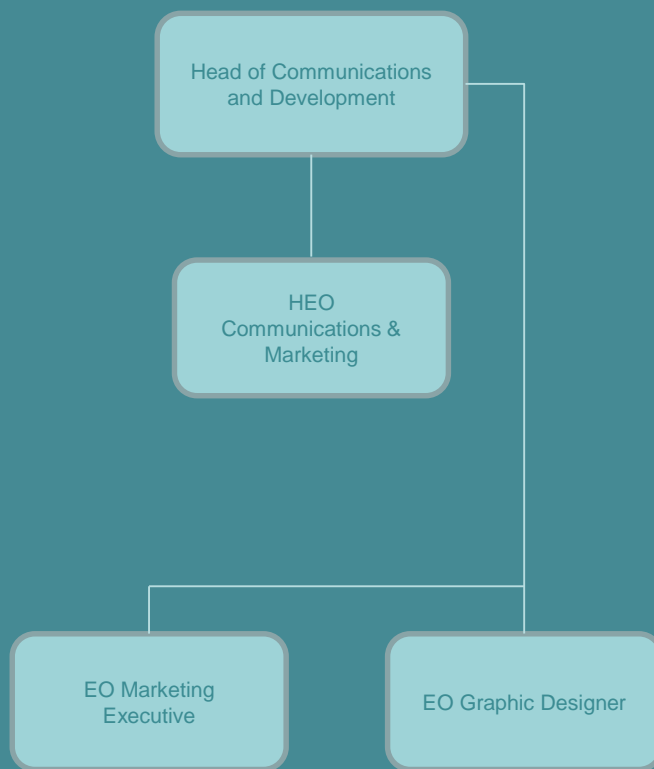 Head of Communications
and Development
HEO
Communications &
Marketing
EO Marketing
Executive
EO Graphic Designer